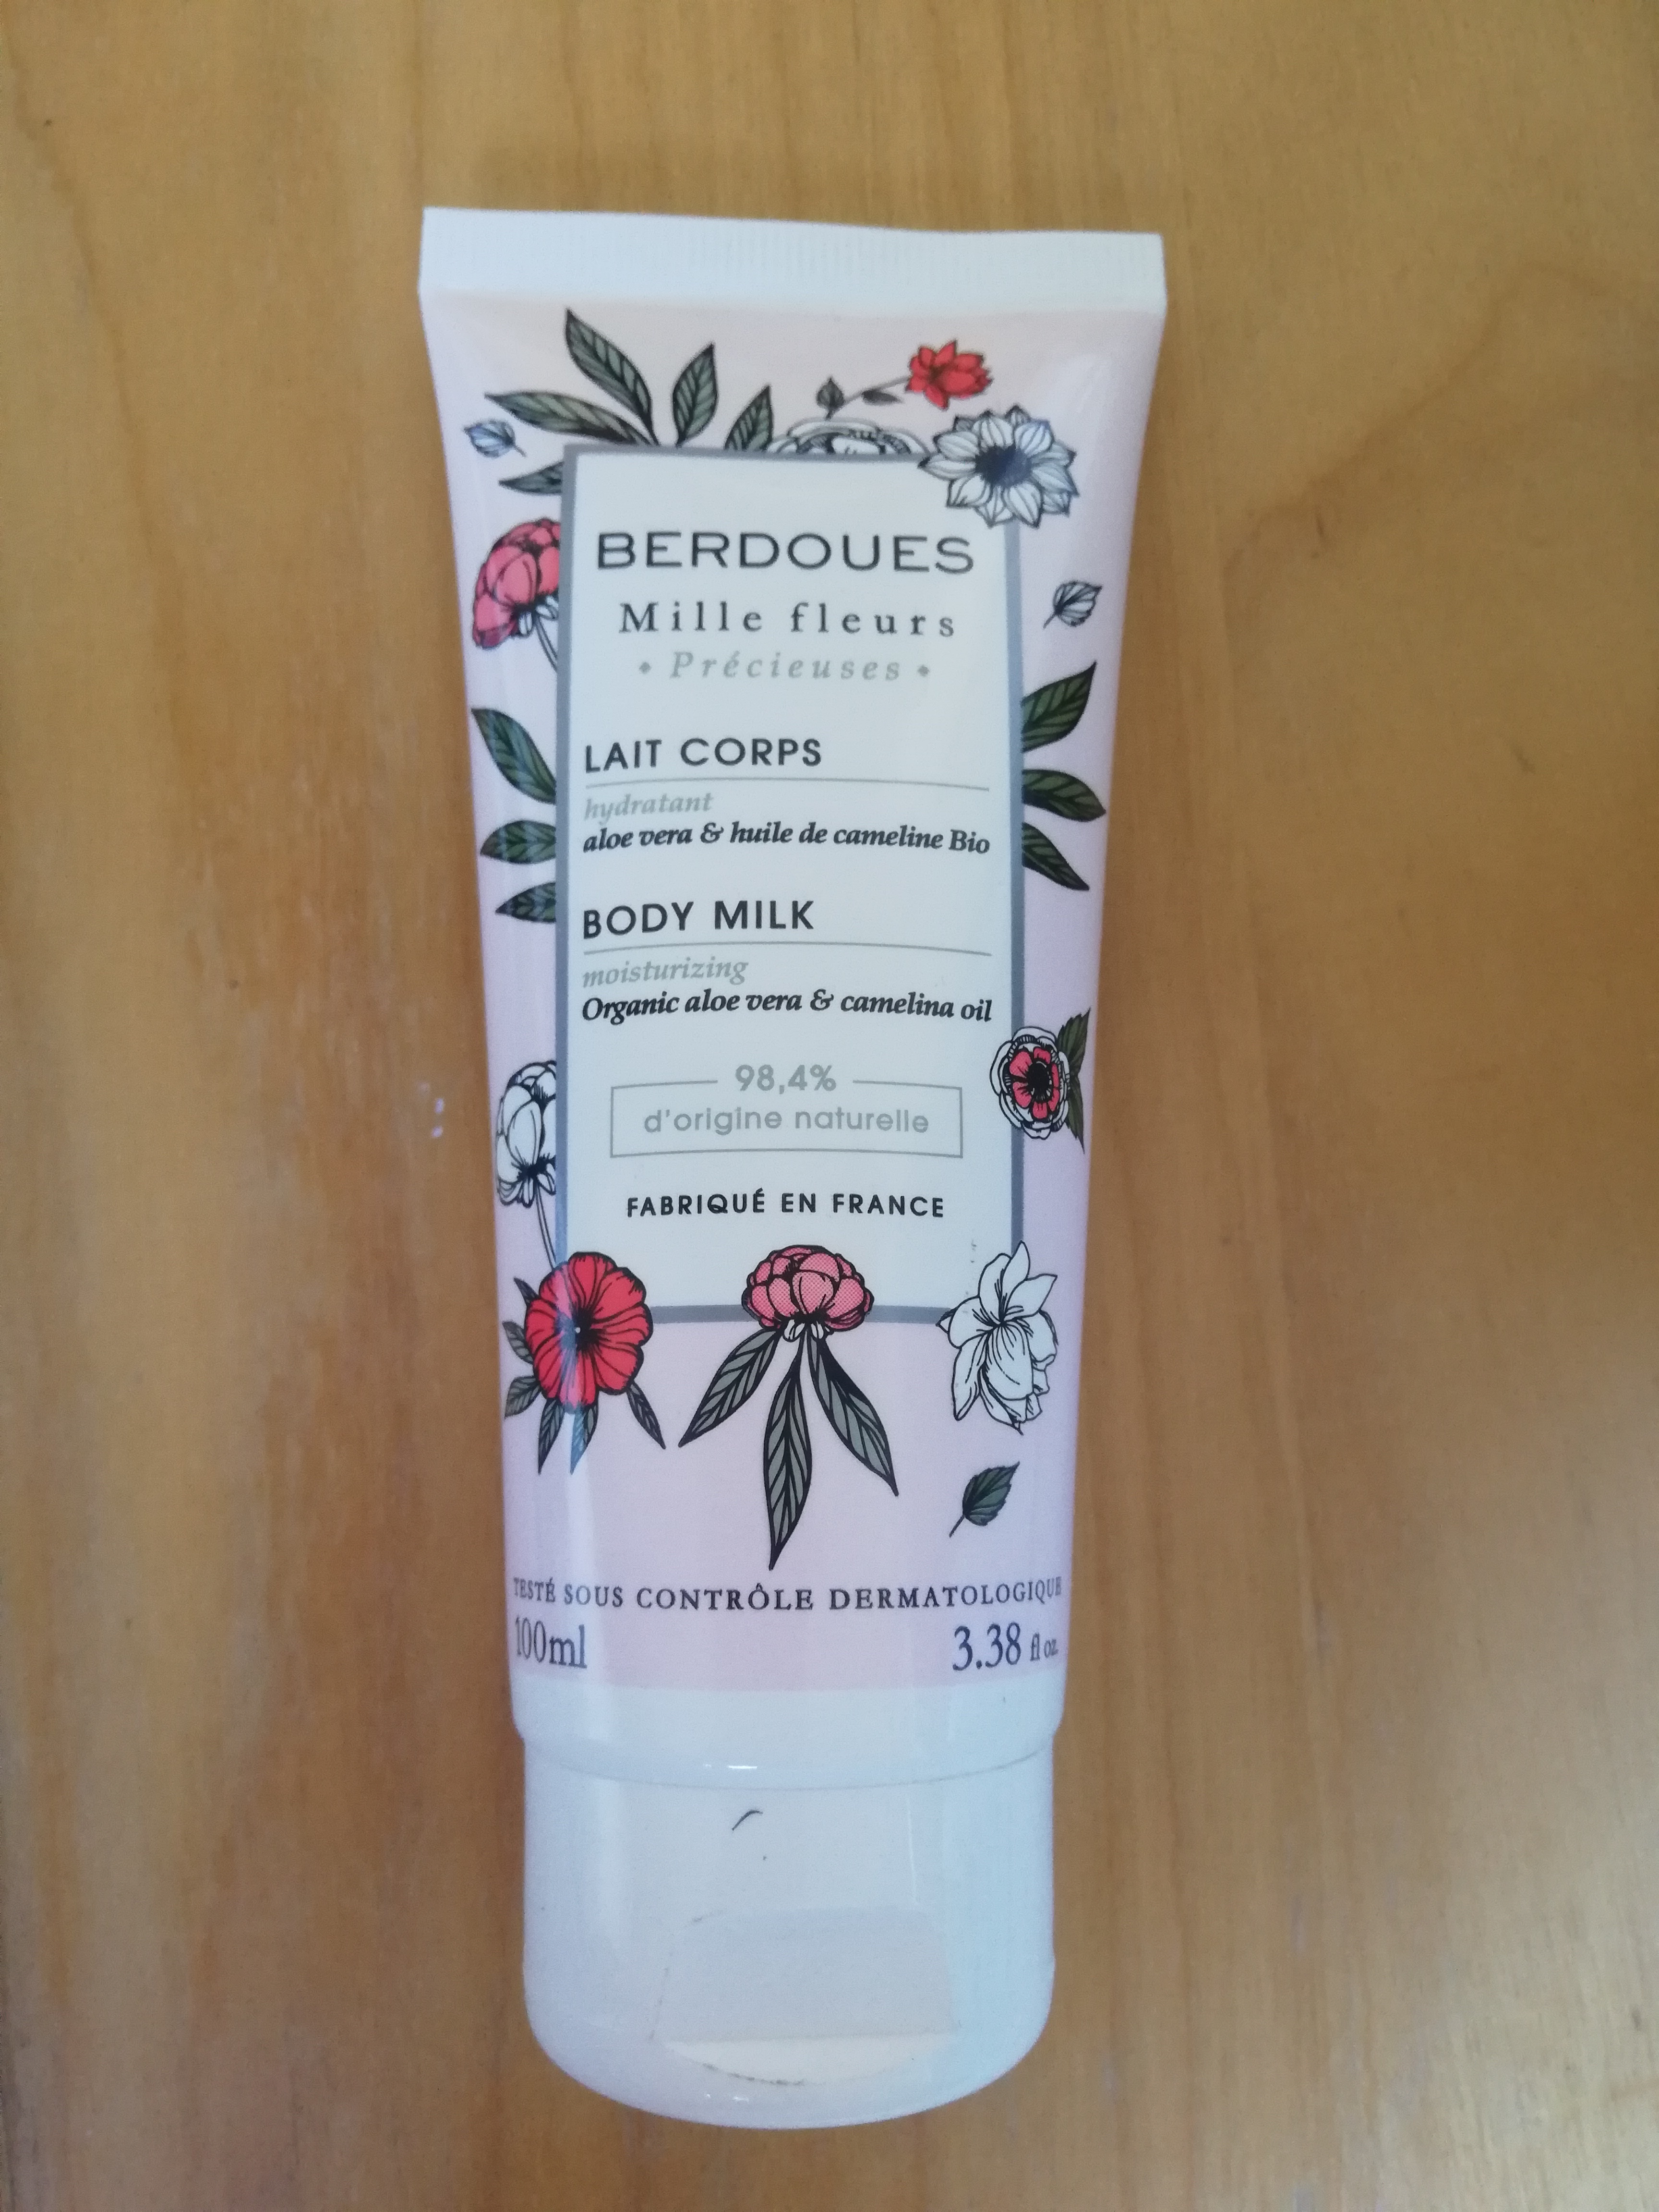 BERDOUES
Mille fleurs
• Précieuses •
LAIT CORPS
hydratant
aloe vera & huile de cameline Bio
BODY MILK
moisturizing
Organic aloe vera & camelina oil
98,4%
d'origine naturelle
FABRIQUÉ EN FRANCE
TESTÉ SOUS CONTRÔLE DERMATOLOGIQUE
100ml 3.38 fl oz.